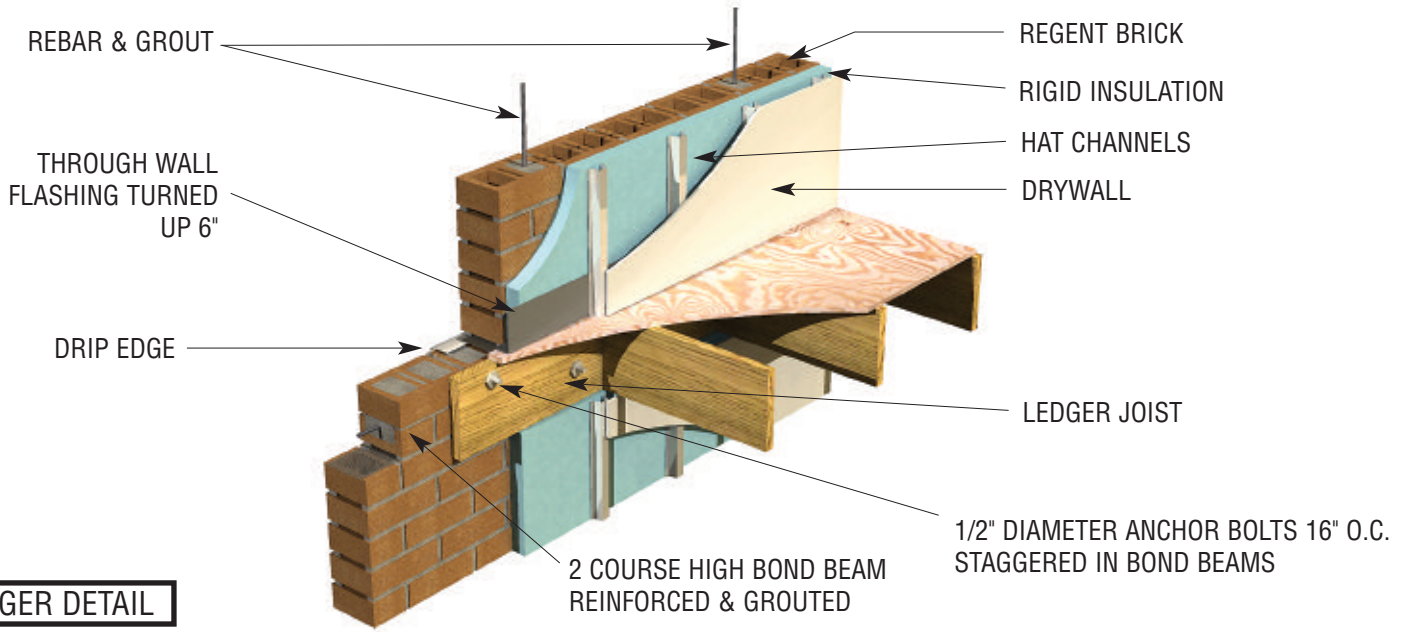 REBAR & GROUT
REGENT BRICK
RIGID INSULATION
HAT CHANNELS
THROUGH WALL
FLASHING TURNED
UP 6"
DRYWALL
DRIP EDGE
LEDGER JOIST
1/2" DIAMETER ANCHOR BOLTS 16" O.C.
STAGGERED IN BOND BEAMS
2 COURSE HIGH BOND BEAM
REINFORCED & GROUTED
GER DETAIL